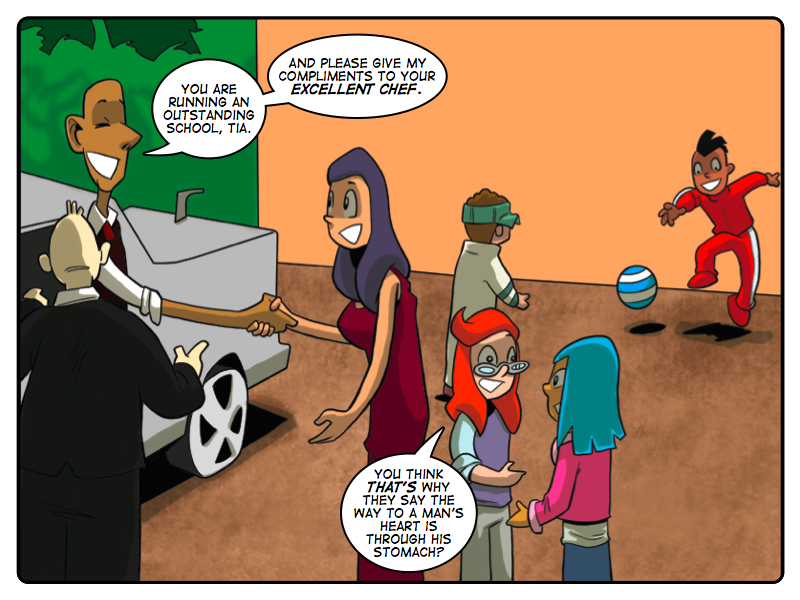 YOU ARE
RUNNING AN
OUTSTANDING
SCHOOL, TIA.
AND PLEASE GIVE MY
COMPLIMENTS TO YOUR
EXCELLENT CHEF.
YOU THINK
THAT'S WHY
THEY SAY THE
WAY TO A MAN'S
HEART IS
THROUGH HIS
STOMACH?